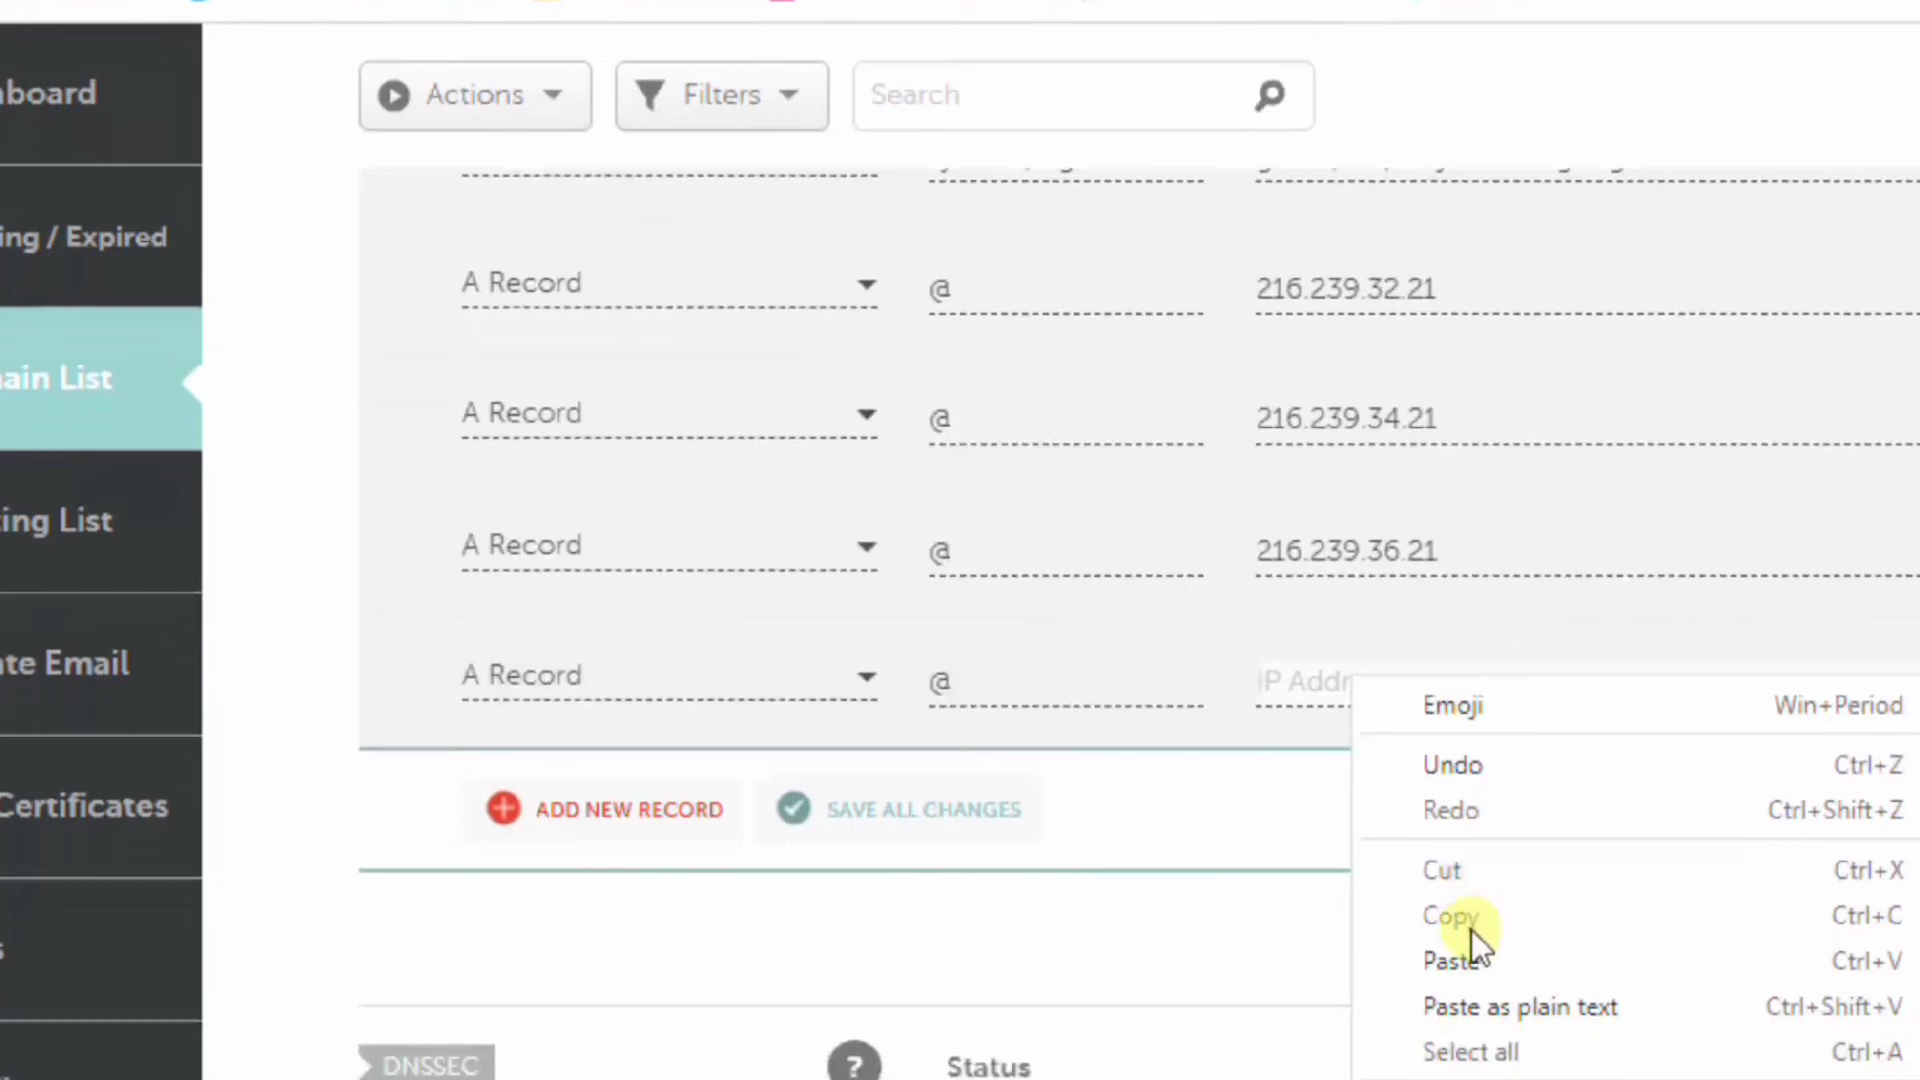 board
Actions
Filters
Search
ing / Expired
A Record @ 216.239.32.21
ain List
A Record @ 216.239.34.21
ting List
A Record @ 216.239.36.21
te Email
A Record @ IP Addr
Emoji Win+Period
Undo Ctrl+Z
Redo Ctrl+Shift+Z
Certificates
ADD NEW RECORD
SAVE ALL CHANGES
Cut Ctrl+X
Copy Ctrl+C
s
Paste Ctrl+V
Paste as plain text Ctrl+Shift+V
Select all Ctrl+A
DNSSEC
?
Status